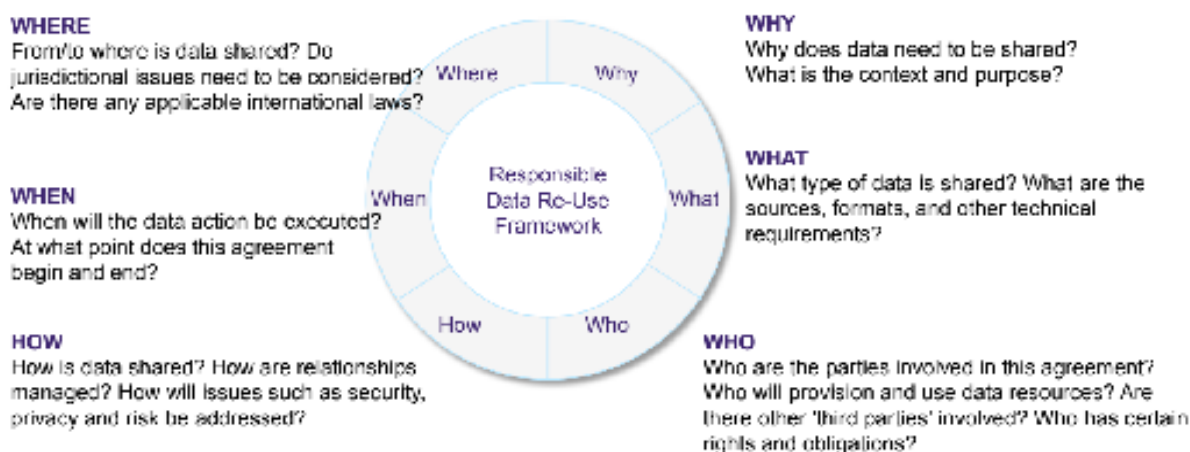 WHERE
From/to where is data shared? Do
jurisdictional issues need to be considered?
Are there any applicable international laws?
WHEN
When will the data action be executed?
At what point does this agreement
begin and end?
HOW
How is data shared? How are relationships
managed? How will issues such as security,
privacy and risk be addressed?
Where
Why
When
Responsible
Data Re-Use
Framework
What
How
Who
WHY
Why does data need to be shared?
What is the context and purpose?
WHAT
What type of data is shared? What are the
sources, formats, and other technical
requirements?
WHO
Who are the parties involved in this agreement?
Who will provision and use data resources? Are
there other 'third parties' involved? Who has certain
rights and obligations?